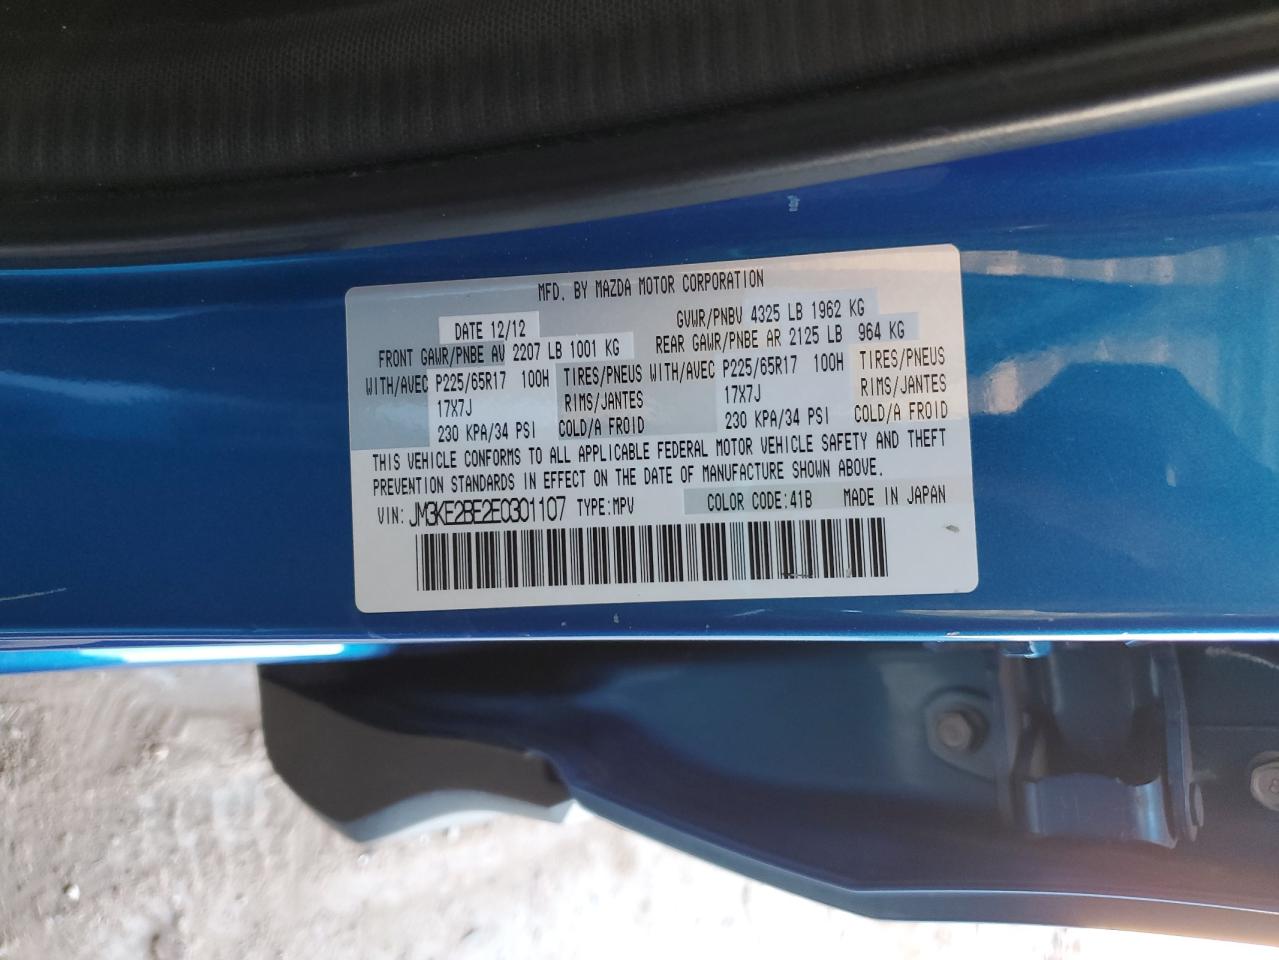 MFD. BY MAZDA MOTOR CORPORATION
DATE 12/12 GVWR/PNBV 4325 LB 1962 KG
FRONT GAWR/PNBE AV 2207 LB 1001 KG REAR GAWR/PNBE AR 2125 LB 964 KG
WITH/AVEC P225/65R17 100H TIRES/PNEUS WITH/AVEC P225/65R17 100H TIRES/PNEUS
17X7J RIMS/JANTES 17X7J RIMS/JANTES
230 KPA/34 PSI COLD/A FROID 230 KPA/34 PSI COLD/A FROID
THIS VEHICLE CONFORMS TO ALL APPLICABLE FEDERAL MOTOR VEHICLE SAFETY AND THEFT
PREVENTION STANDARDS IN EFFECT ON THE DATE OF MANUFACTURE SHOWN ABOVE.
VIN: JM3KE2BE2E0301107 TYPE:MPV COLOR CODE:41B MADE IN JAPAN